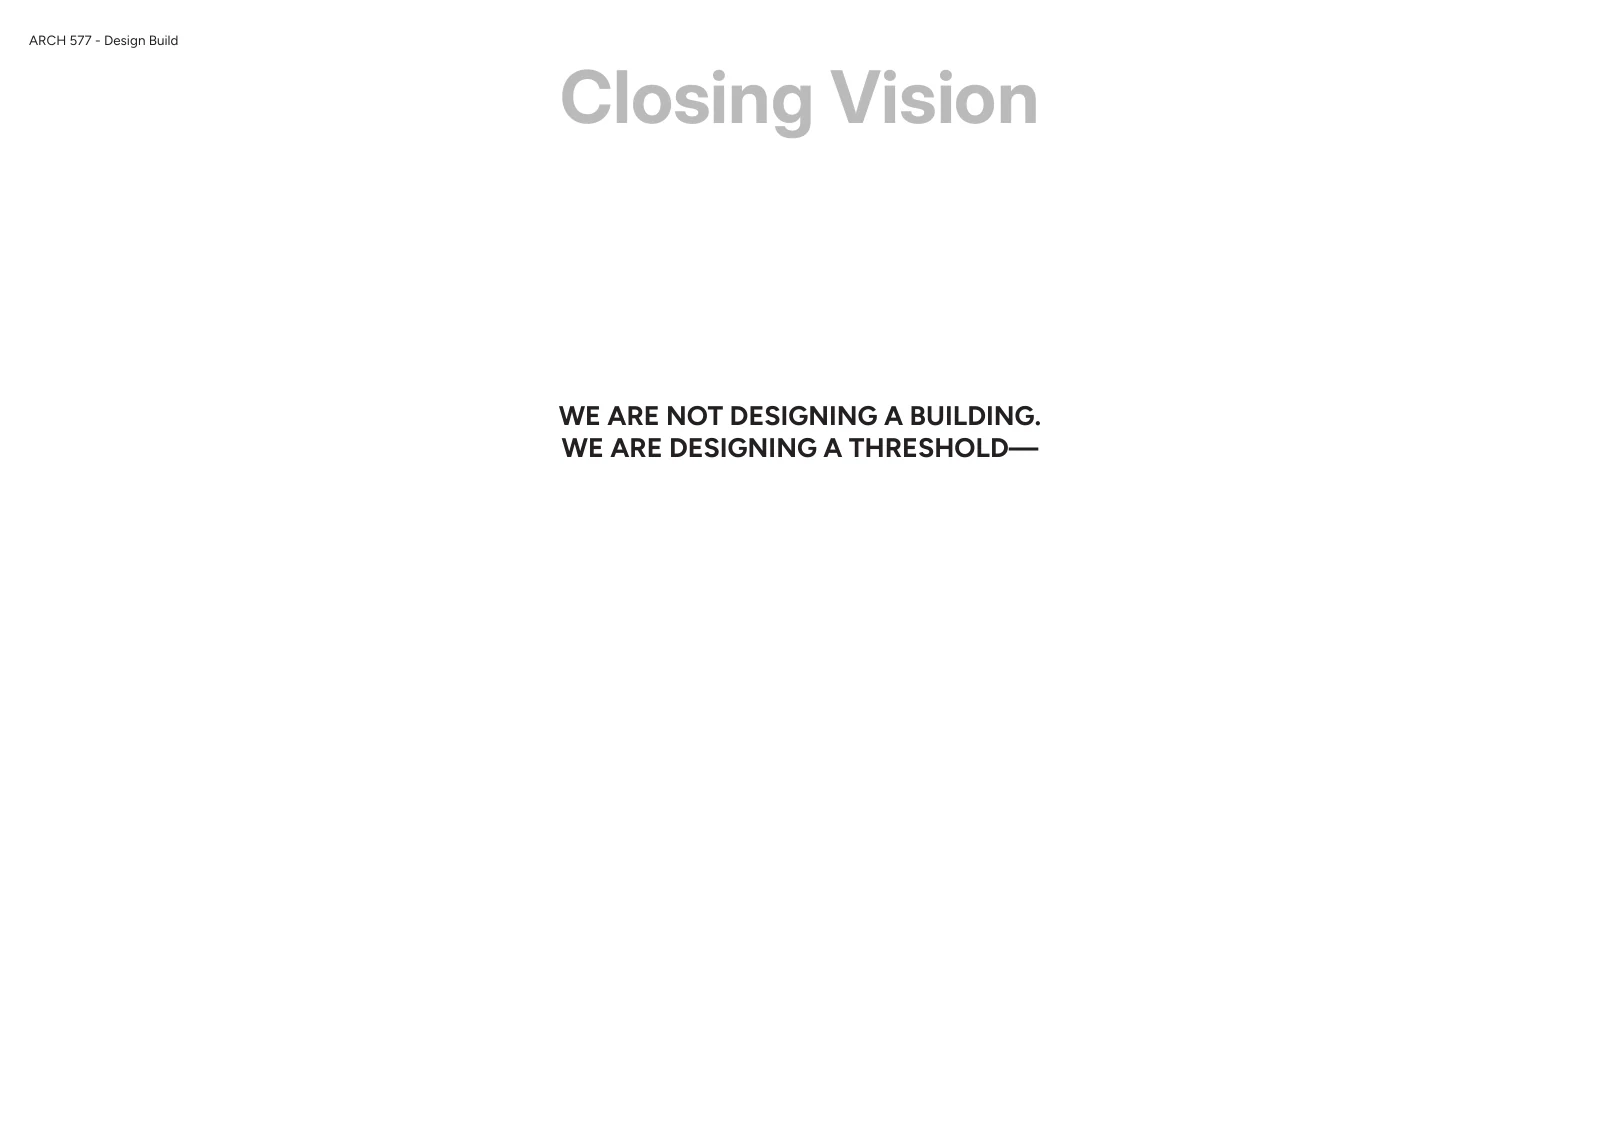 ARCH 577 - Design Build
Closing Vision
WE ARE NOT DESIGNING A BUILDING.
WE ARE DESIGNING A THRESHOLD—